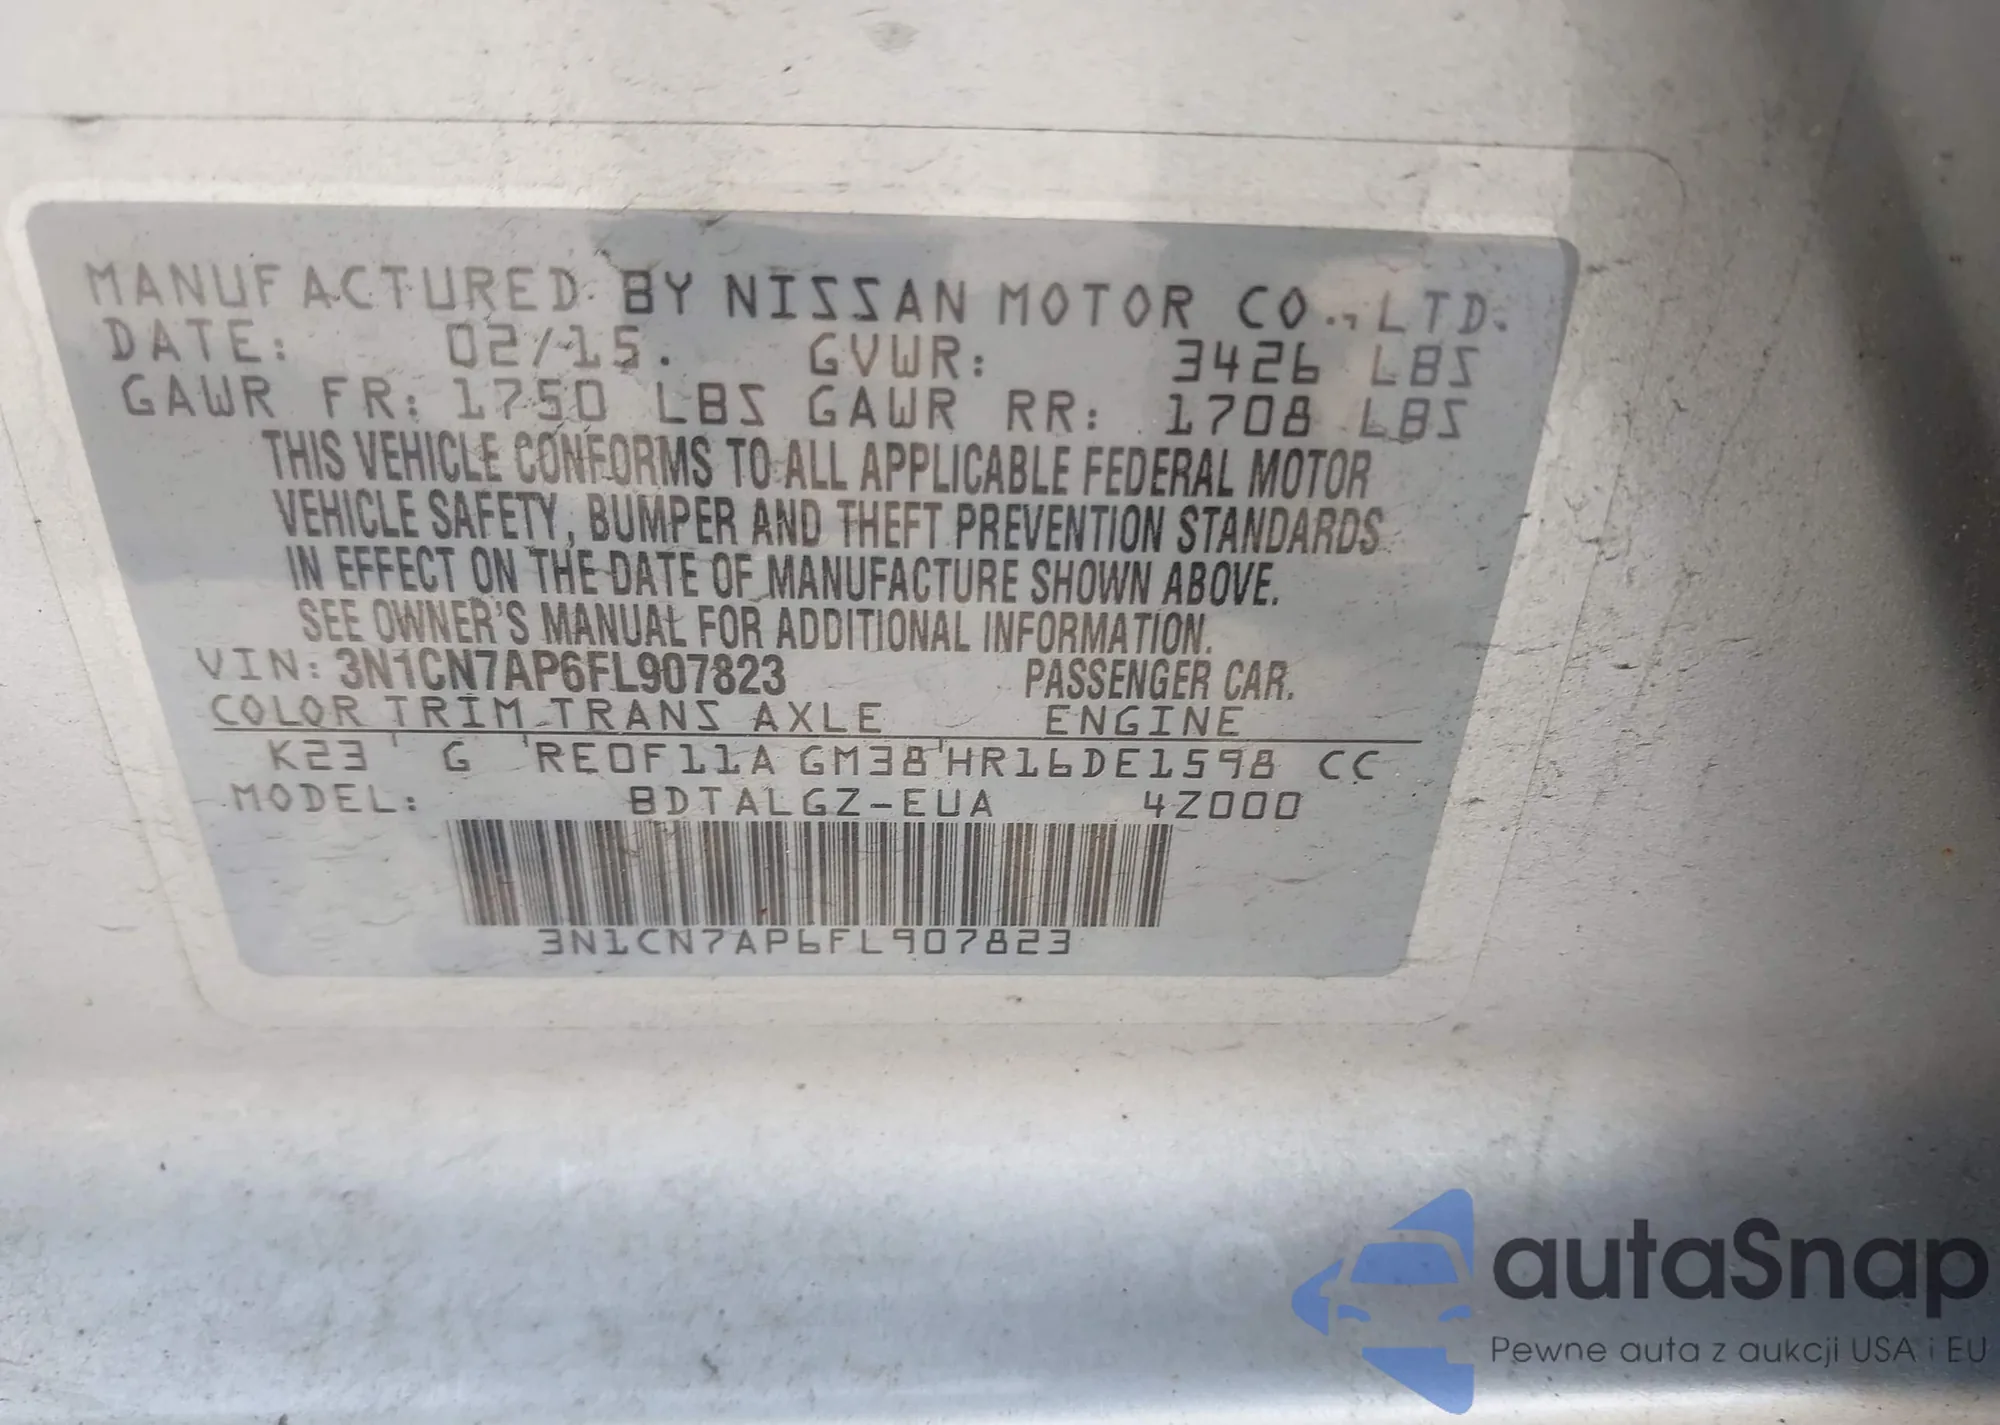 MANUFACTURED BY NISSAN MOTOR CO., LTD.
DATE: 02/15. GVWR: 3426 LBS
GAWR FR: 1750 LBS GAWR RR: 1708 LBS
THIS VEHICLE CONFORMS TO ALL APPLICABLE FEDERAL MOTOR
VEHICLE SAFETY, BUMPER AND THEFT PREVENTION STANDARDS
IN EFFECT ON THE DATE OF MANUFACTURE SHOWN ABOVE.
SEE OWNER'S MANUAL FOR ADDITIONAL INFORMATION.
VIN: 3N1CN7AP6FL907823 PASSENGER CAR.
COLOR TRIM TRANS AXLE ENGINE
K23 ' G 'RE0F11A GM38'HR16DE1598 CC
MODEL: BDTALGZ-EUA 4Z000
3N1CN7AP6FL907823
autaSnap
Pewne auta z aukcji USA i EU